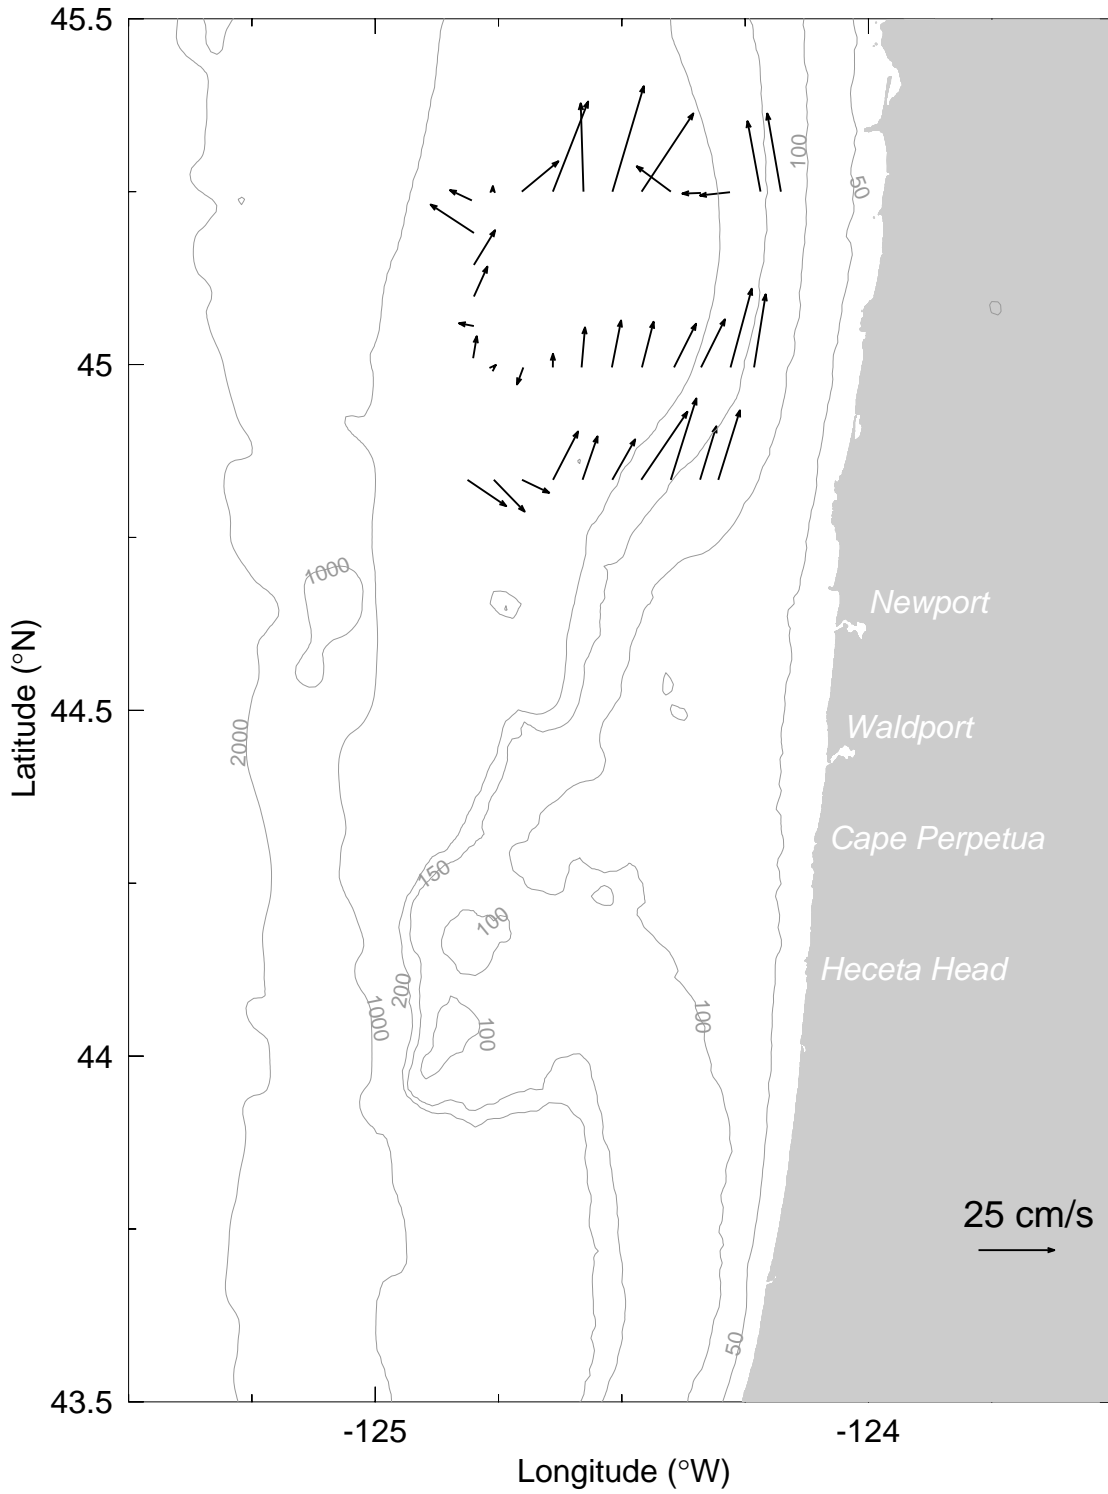 45.5
100
50
45
1000
Newport
Latitude (°N)
2000
44.5
Waldport
Cape Perpetua
150
100
Heceta Head
200
1000
100
100
44
25 cm/s
50
43.5
-125
-124
Longitude (°W)